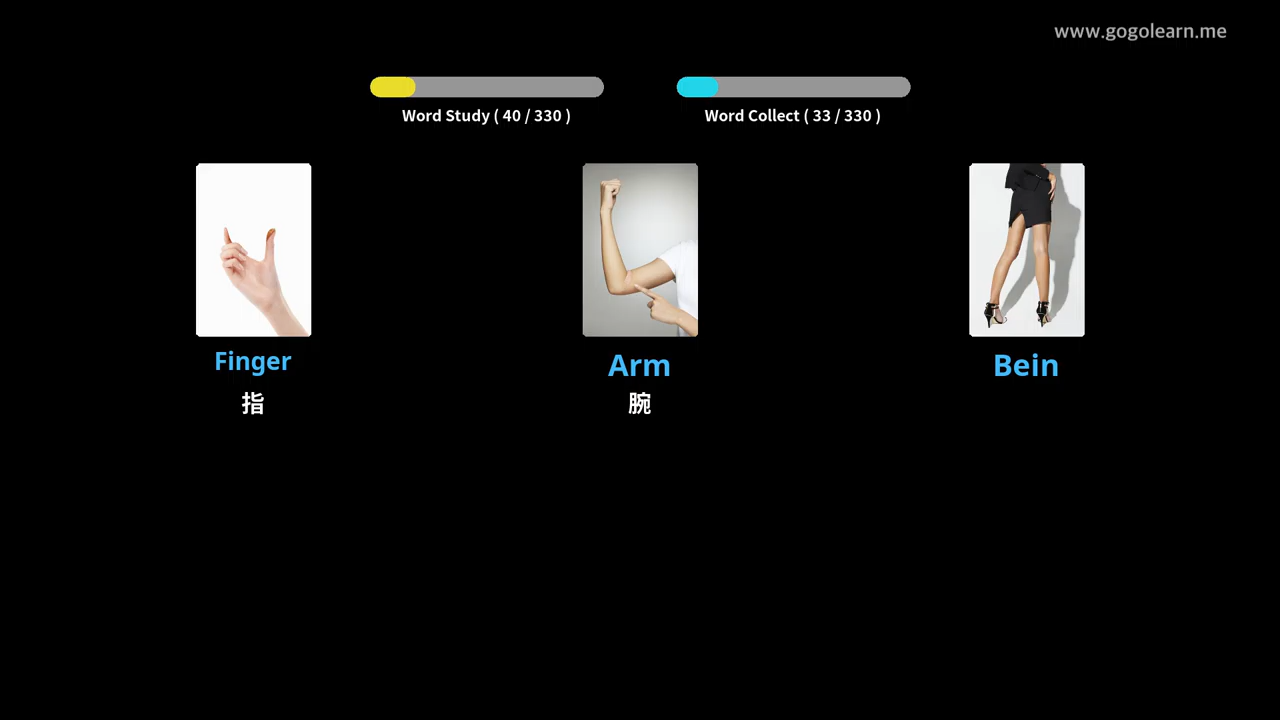 www.gogolearn.me
Word Study ( 40 / 330 )
Word Collect ( 33 / 330 )
Finger
Arm
Bein
指
腕